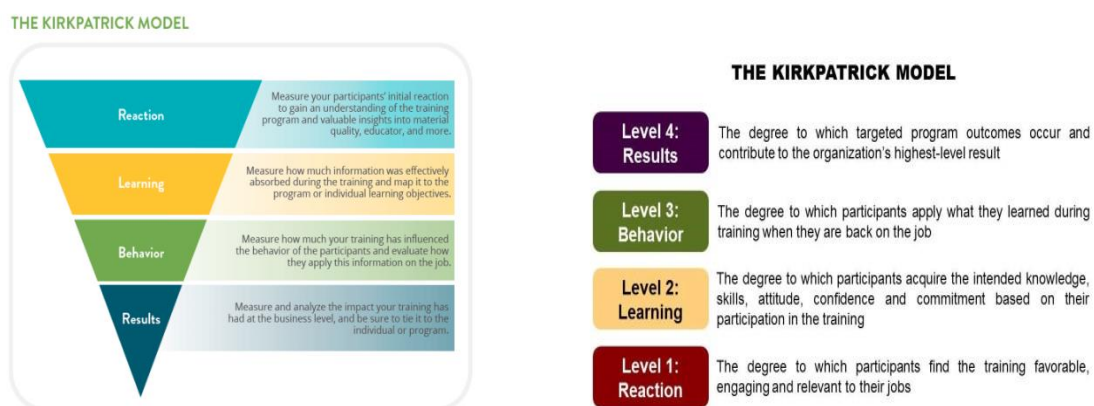 THE KIRKPATRICK MODEL
Reaction
Measure your participants' initial reaction
to gain an understanding of the training
program and valuable insights into material
quality, educator, and more.
Learning
Measure how much information was effectively
absorbed during the training and map it to the
program or individual learning objectives.
Behavior
Measure how much your training has influenced
the behavior of the participants and evaluate how
they apply this information on the job.
Results
Measure and analyze the impact your training has
had at the business level, and be sure to tie it to the
individual or program.
THE KIRKPATRICK MODEL
Level 4:
Results
The degree to which targeted program outcomes occur and
contribute to the organization's highest-level result
Level 3:
Behavior
The degree to which participants apply what they learned during
training when they are back on the job
Level 2:
Learning
The degree to which participants acquire the intended knowledge,
skills, attitude, confidence and commitment based on their
participation in the training
Level 1:
Reaction
The degree to which participants find the training favorable,
engaging and relevant to their jobs